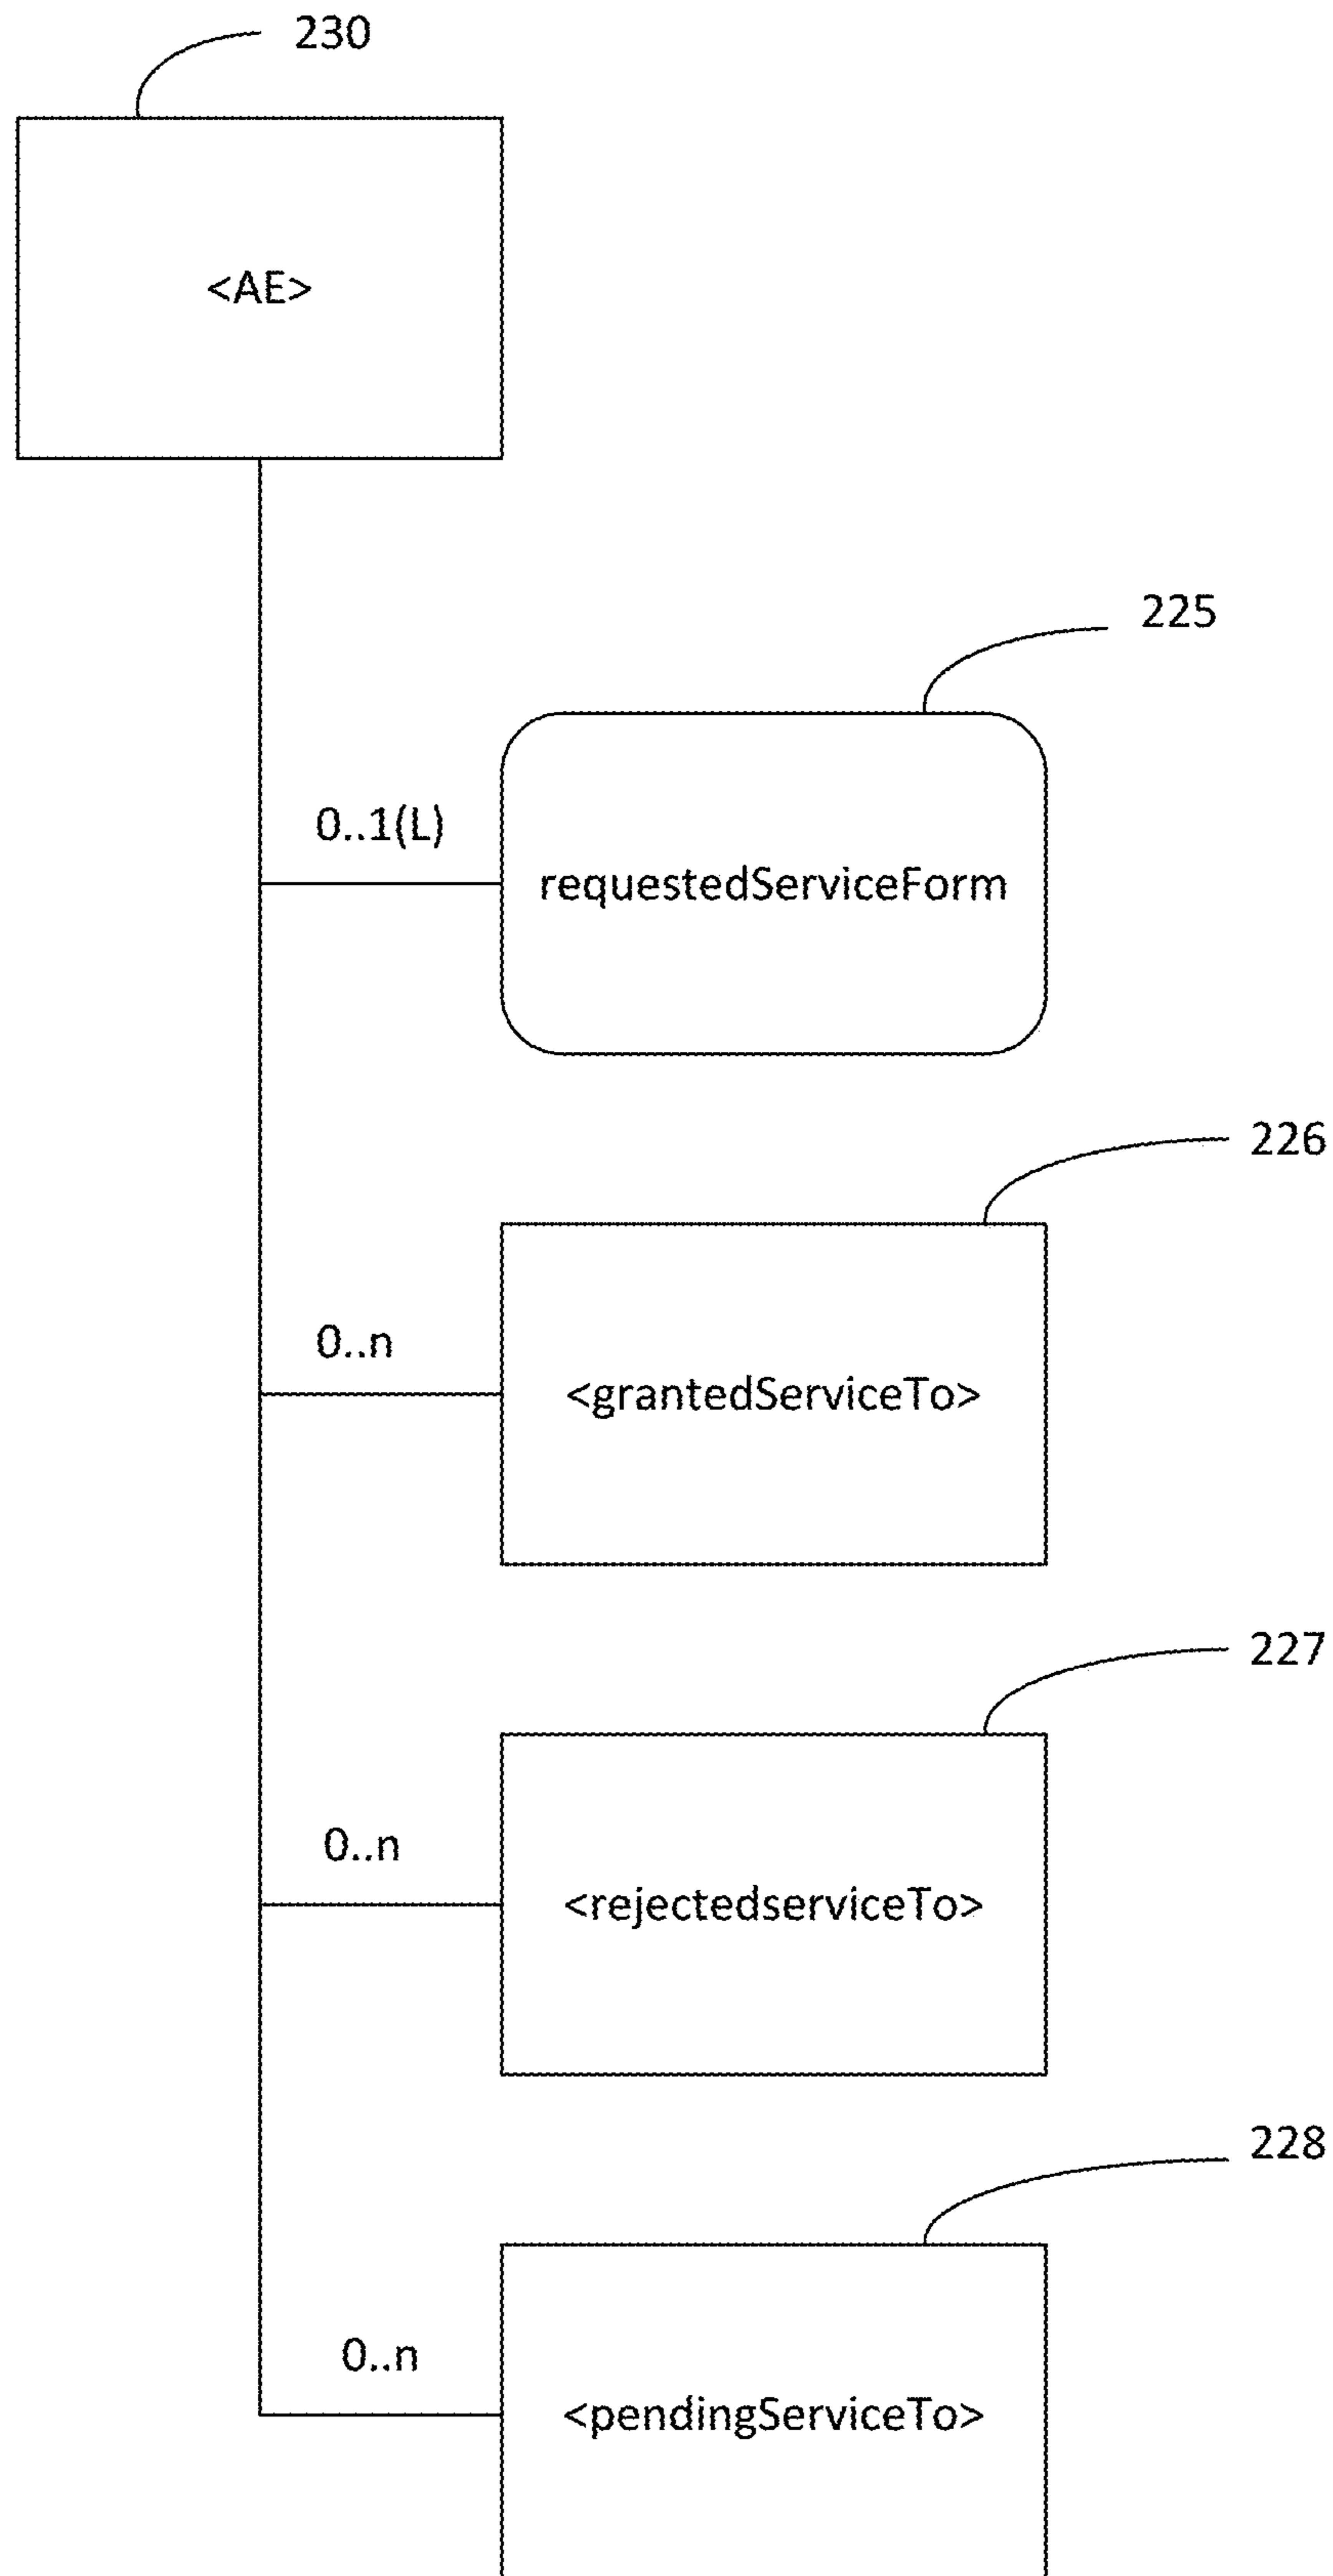 230
<AE>
225
0..1(L)
requestedServiceForm
226
0..n
<grantedServiceTo>
227
0..n
<rejectedserviceTo>
228
0..n
<pendingServiceTo>